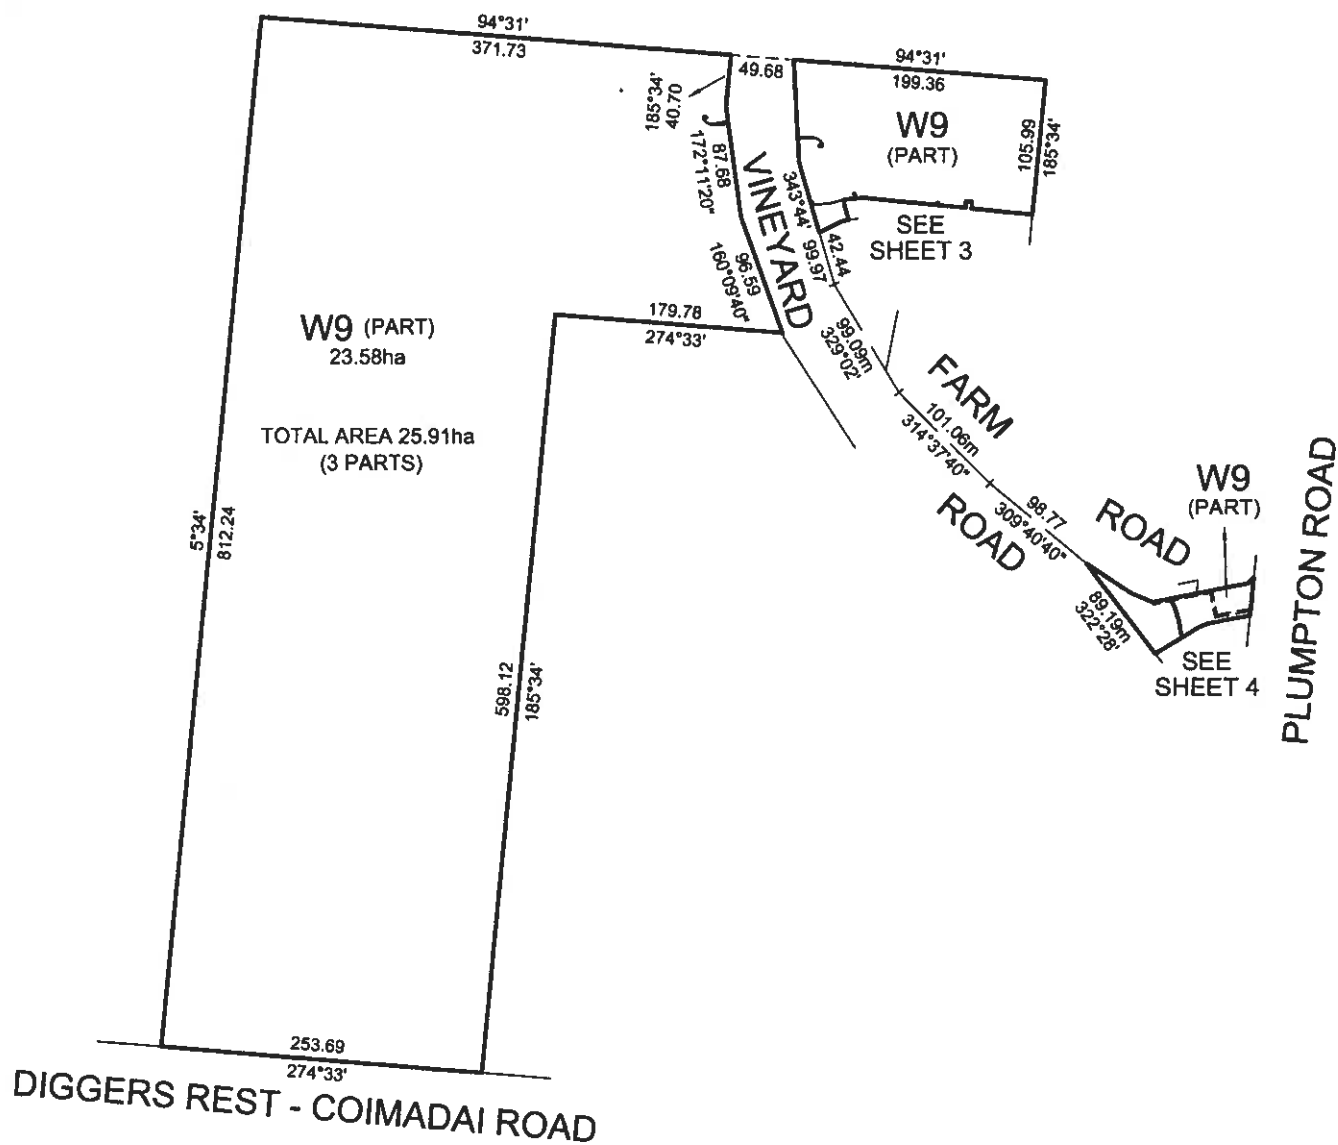 94°31'
371.73
49.68
94°31'
199.36
185°34'
40.70
W9
(PART)
105.99
185°34'
87.68
172°11'20"
VINEYARD
343°44'
99.97
42.44
SEE
SHEET 3
96.59
160°09'40"
179.78
274°33'
W9 (PART)
23.58ha
99.09m
329°02'
FARM
TOTAL AREA 25.91ha
(3 PARTS)
101.06m
314°37'40"
W9
(PART)
PLUMPTON ROAD
98.77
309°40'40"
ROAD
ROAD
5°34'
812.24
89.19m
322°28'
SEE
SHEET 4
598.12
185°34'
253.69
274°33'
DIGGERS REST - COIMADAI ROAD